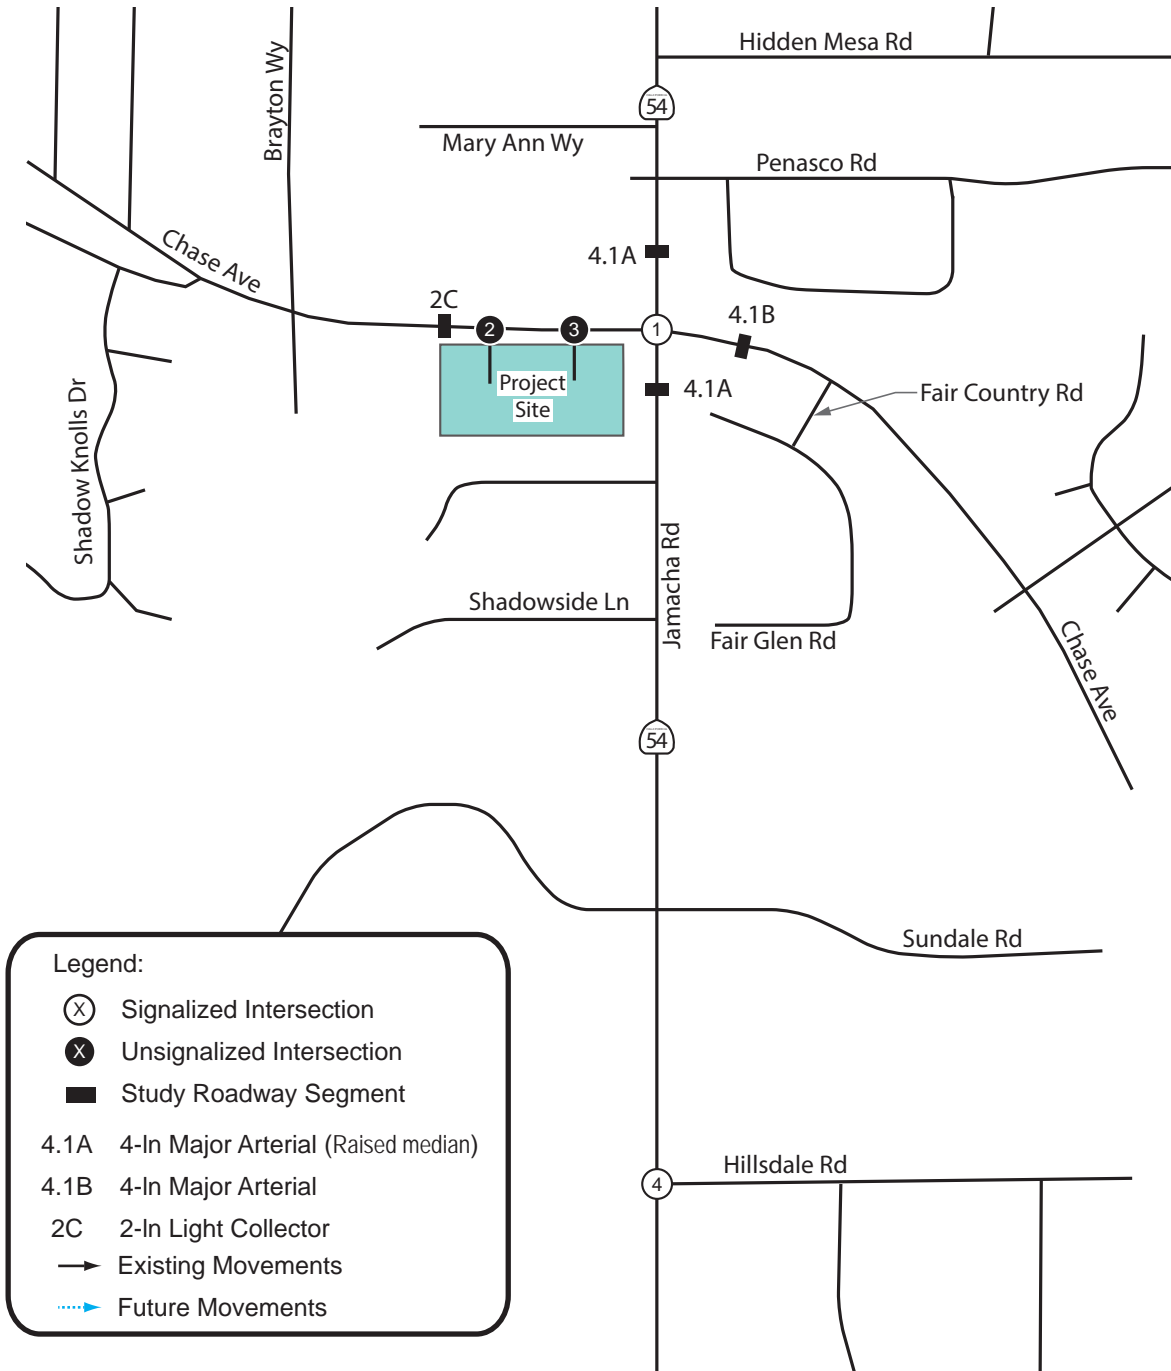 Hidden Mesa Rd
Brayton Wy
54
Mary Ann Wy
Penasco Rd
Chase Ave
4.1A
2C
4.1B
2
3
1
Project
Site
4.1A
Fair Country Rd
Shadow Knolls Dr
Jamacha Rd
Shadowside Ln
Fair Glen Rd
Chase Ave
54
Sundale Rd
Legend:
X Signalized Intersection
X Unsignalized Intersection
Study Roadway Segment
4.1A 4-ln Major Arterial (Raised median)
4.1B 4-ln Major Arterial
2C 2-ln Light Collector
Existing Movements
Future Movements
Hillsdale Rd
4